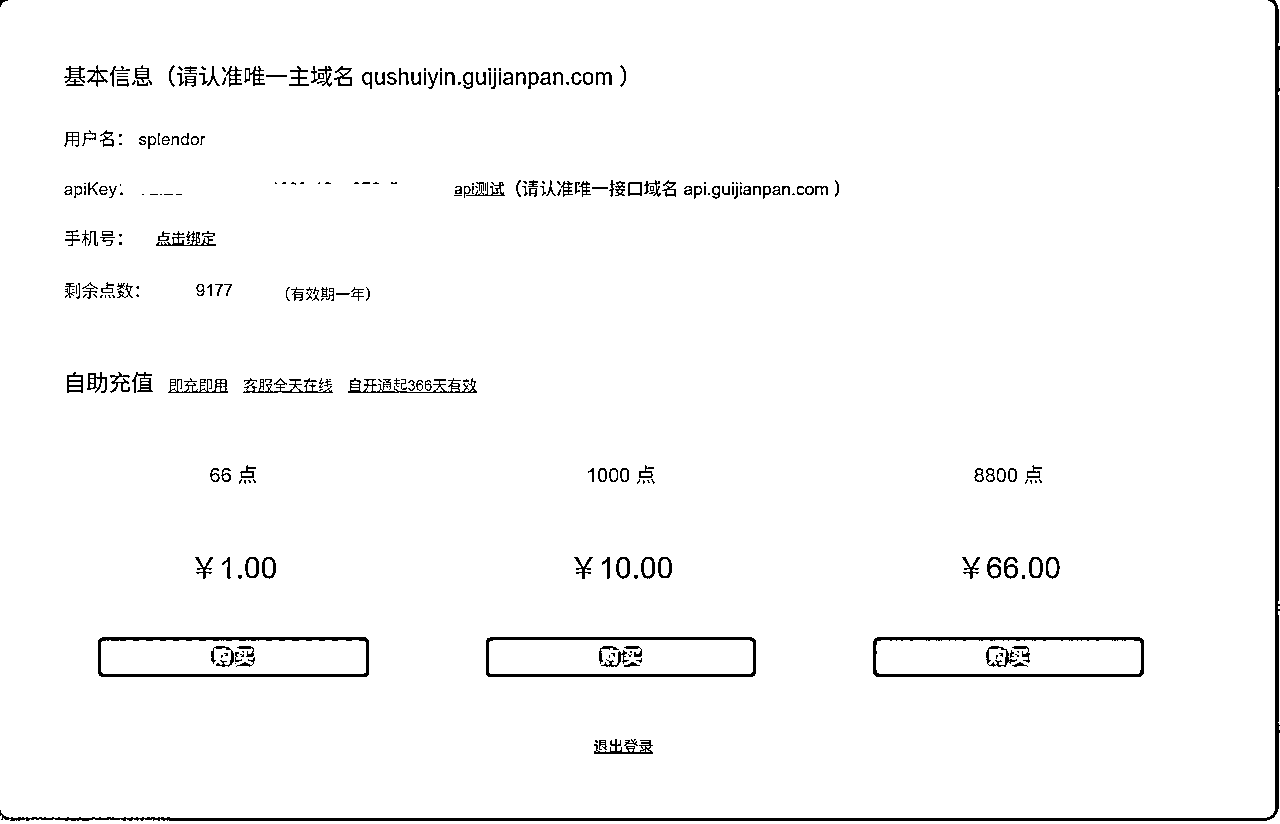 基本信息（请认准唯一主域名 qushuiyin.guijianpan.com ）
用户名： splendor
apiKey： api测试（请认准唯一接口域名 api.guijianpan.com ）
手机号： 点击绑定
剩余点数： 9177 （有效期一年）
自助充值 即充即用 客服全天在线 自开通起366天有效
66 点 1000 点 8800 点
￥1.00 ￥10.00 ￥66.00
购买 购买 购买
退出登录